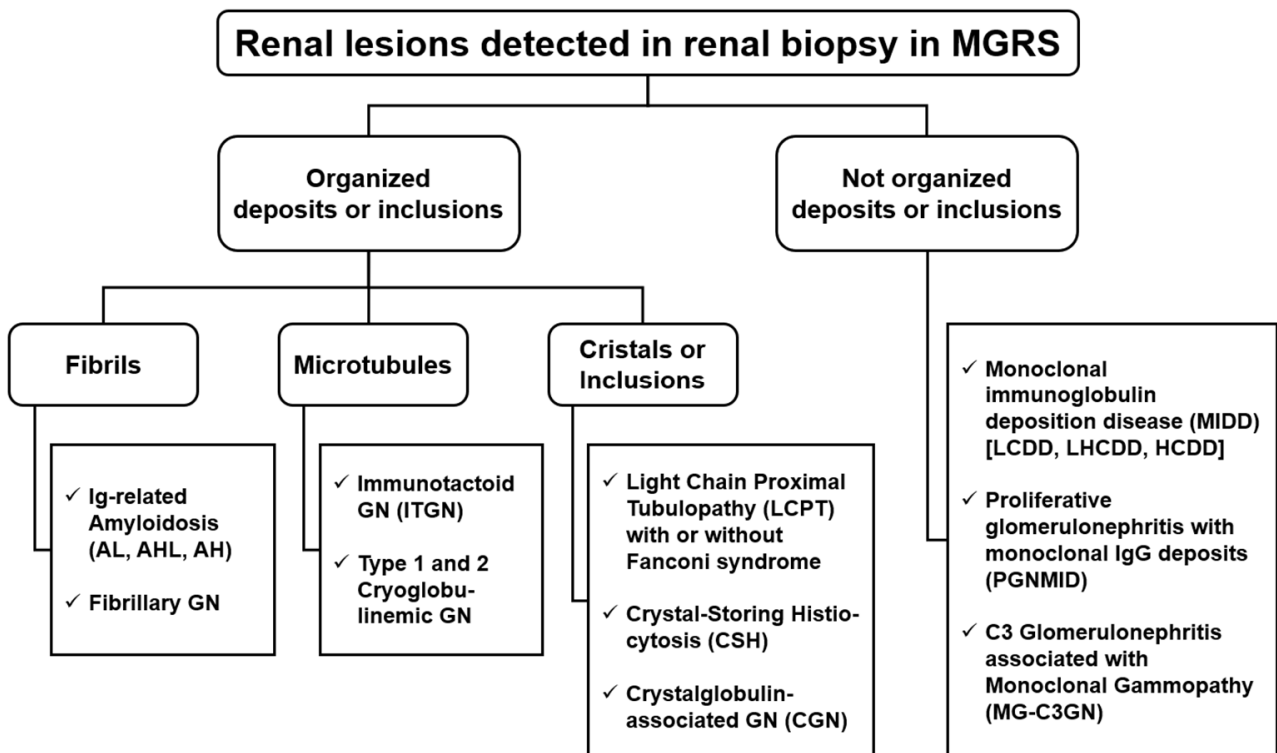 Renal lesions detected in renal biopsy in MGRS
Organized
deposits or inclusions
Not organized
deposits or inclusions
Fibrils
Microtubules
Cristals or
Inclusions
✓ Ig-related
Amyloidosis
(AL, AHL, AH)
✓ Fibrillary GN
✓ Immunotactoid
GN (ITGN)
✓ Type 1 and 2
Cryoglobu-
linemic GN
✓ Light Chain Proximal
Tubulopathy (LCPT)
with or without
Fanconi syndrome
✓ Crystal-Storing Histio-
cytosis (CSH)
✓ Crystalglobulin-
associated GN (CGN)
✓ Monoclonal
immunoglobulin
deposition disease (MIDD)
[LCDD, LHCDD, HCDD]
✓ Proliferative
glomerulonephritis with
monoclonal IgG deposits
(PGNMID)
✓ C3 Glomerulonephritis
associated with
Monoclonal Gammopathy
(MG-C3GN)